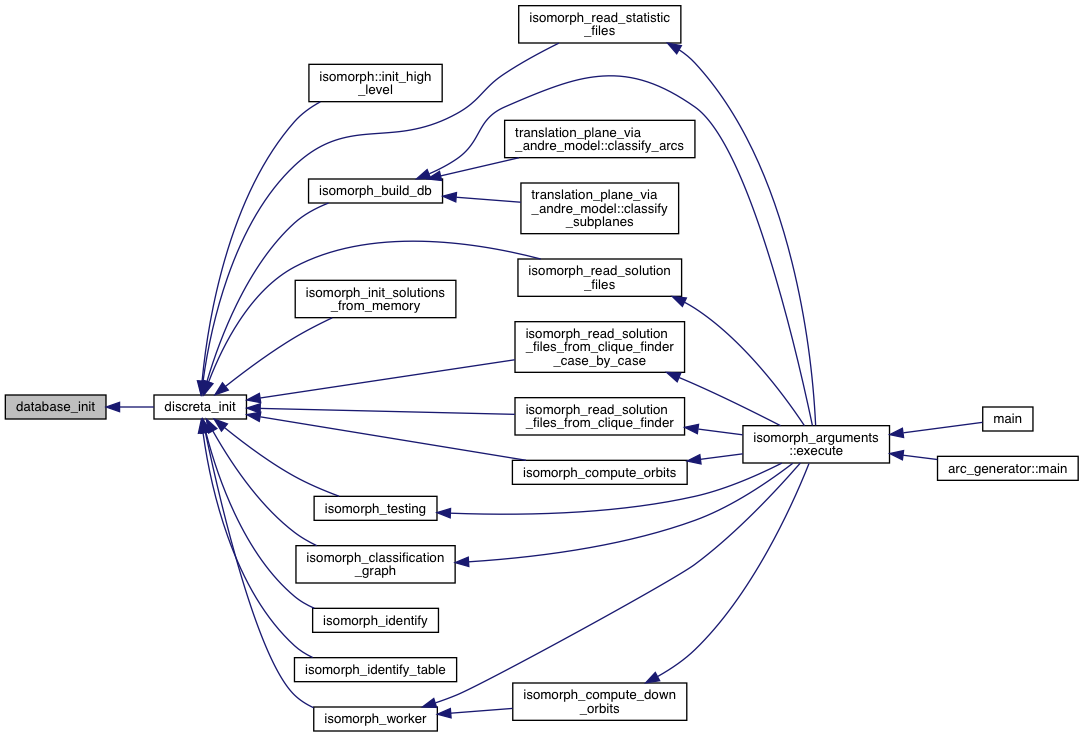 isomorph_read_statistic
_files
isomorph::init_high
_level
translation_plane_via
_andre_model::classify_arcs
isomorph_build_db
translation_plane_via
_andre_model::classify
_subplanes
isomorph_read_solution
_files
isomorph_init_solutions
_from_memory
isomorph_read_solution
_files_from_clique_finder
_case_by_case
database_init
discreta_init
isomorph_read_solution
_files_from_clique_finder
main
isomorph_arguments
::execute
isomorph_compute_orbits
arc_generator::main
isomorph_testing
isomorph_classification
_graph
isomorph_identify
isomorph_identify_table
isomorph_compute_down
_orbits
isomorph_worker